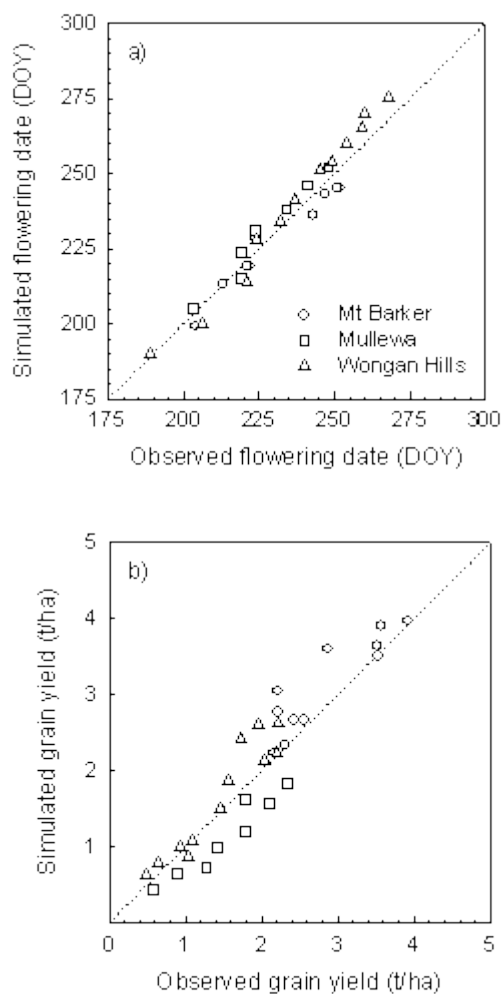 300
a)
275
250
225
200
175
Simulated flowering date (DOY)
Mt Barker
Mullewa
Wongan Hills
175 200 225 250 275 300
Observed flowering date (DOY)
5
b)
4
3
2
1
Simulated grain yield (t/ha)
0 1 2 3 4 5
Observed grain yield (t/ha)